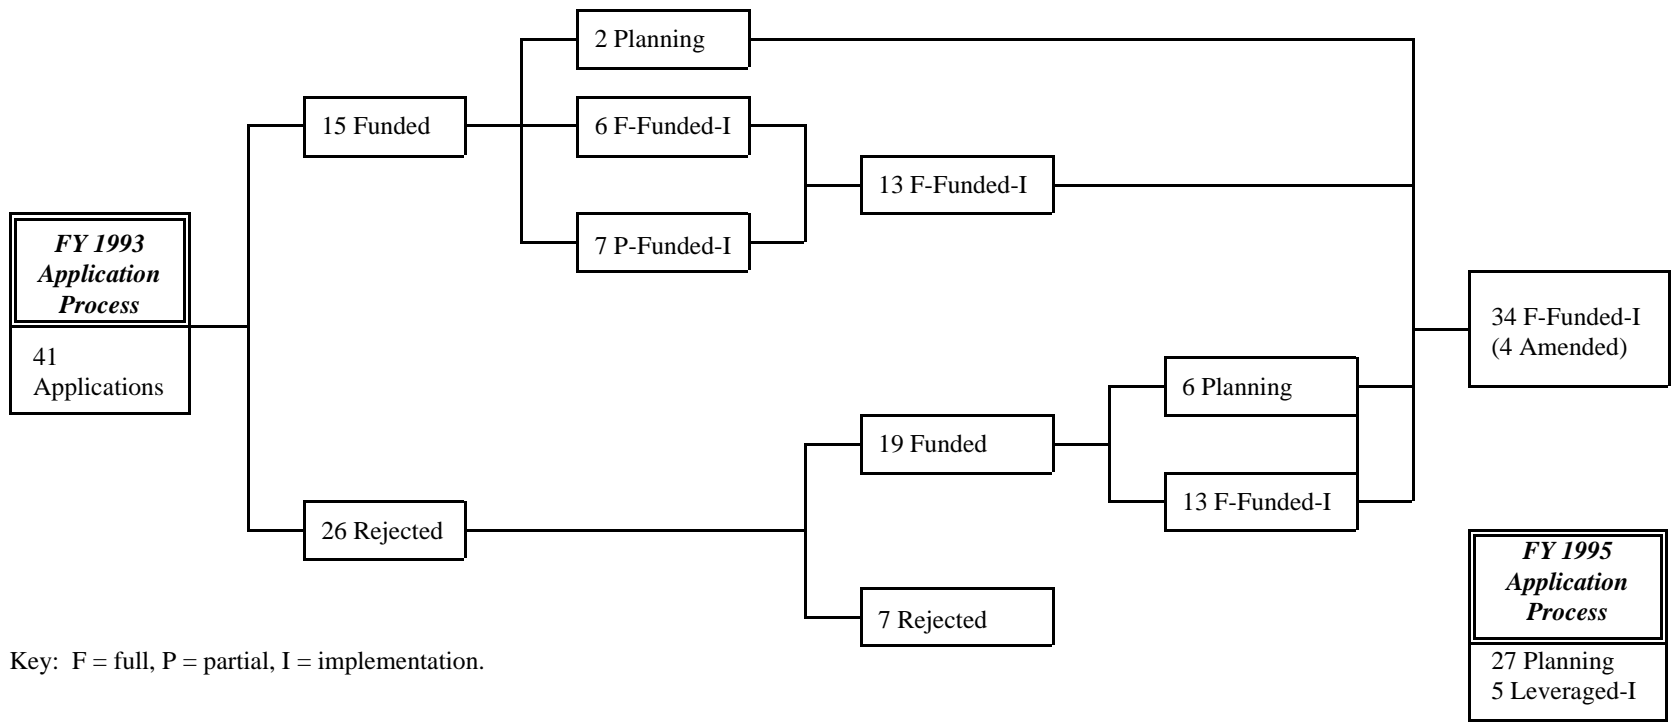 2 Planning
15 Funded
6 F-Funded-I
13 F-Funded-I
7 P-Funded-I
FY 1993
Application
Process
41
Applications
34 F-Funded-I
(4 Amended)
6 Planning
19 Funded
13 F-Funded-I
26 Rejected
7 Rejected
FY 1995
Application
Process
27 Planning
5 Leveraged-I
Key:  F = full, P = partial, I = implementation.